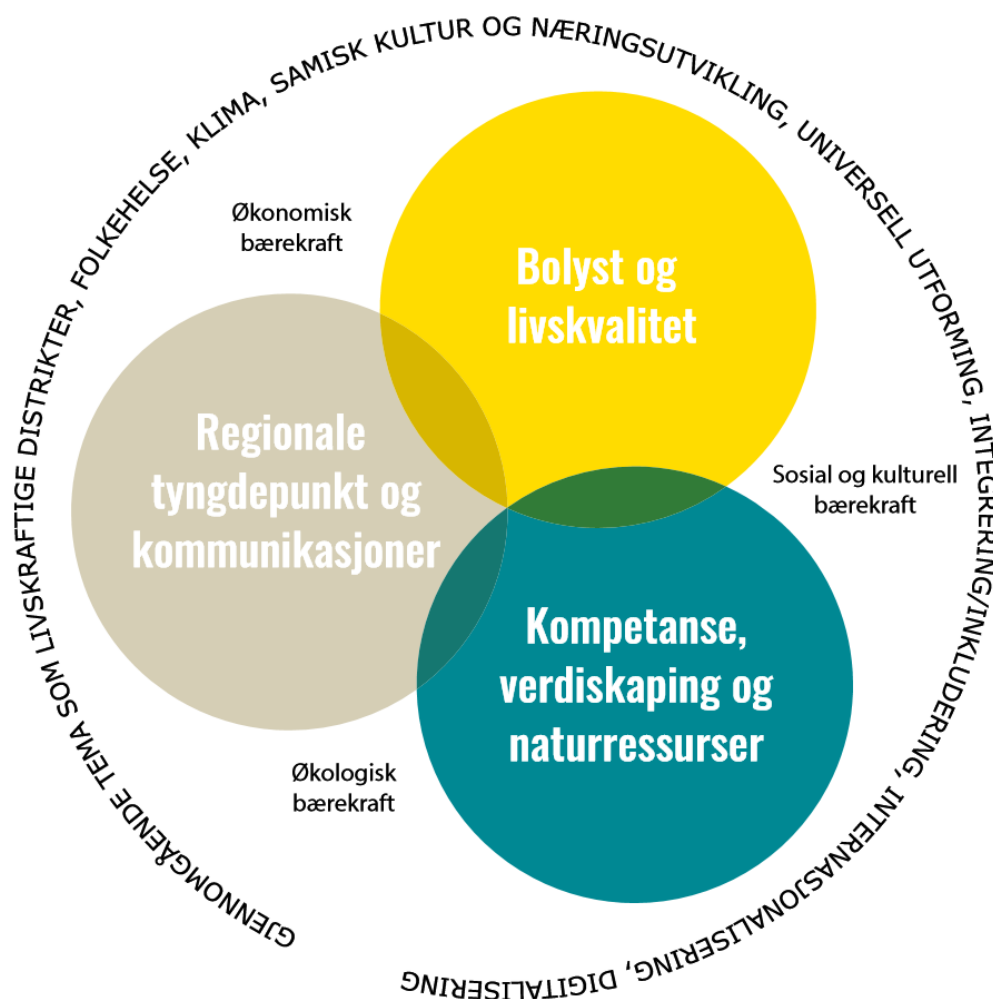 GJENNOMGÅENDE TEMA SOM LIVSKRAFTIGE DISTRIKTER, FOLKEHELSE, KLIMA, SAMISK KULTUR OG NÆRINGSUTVIKLING, UNIVERSELL UTFORMING, INTEGRERING/INKLUDERING, INTERNASJONALISERING, DIGITALISERING
Økonomisk
bærekraft
Bolyst og
livskvalitet
Regionale
tyngdepunkt og
kommunikasjoner
Sosial og kulturell
bærekraft
Kompetanse,
verdiskaping og
naturressurser
Økologisk
bærekraft